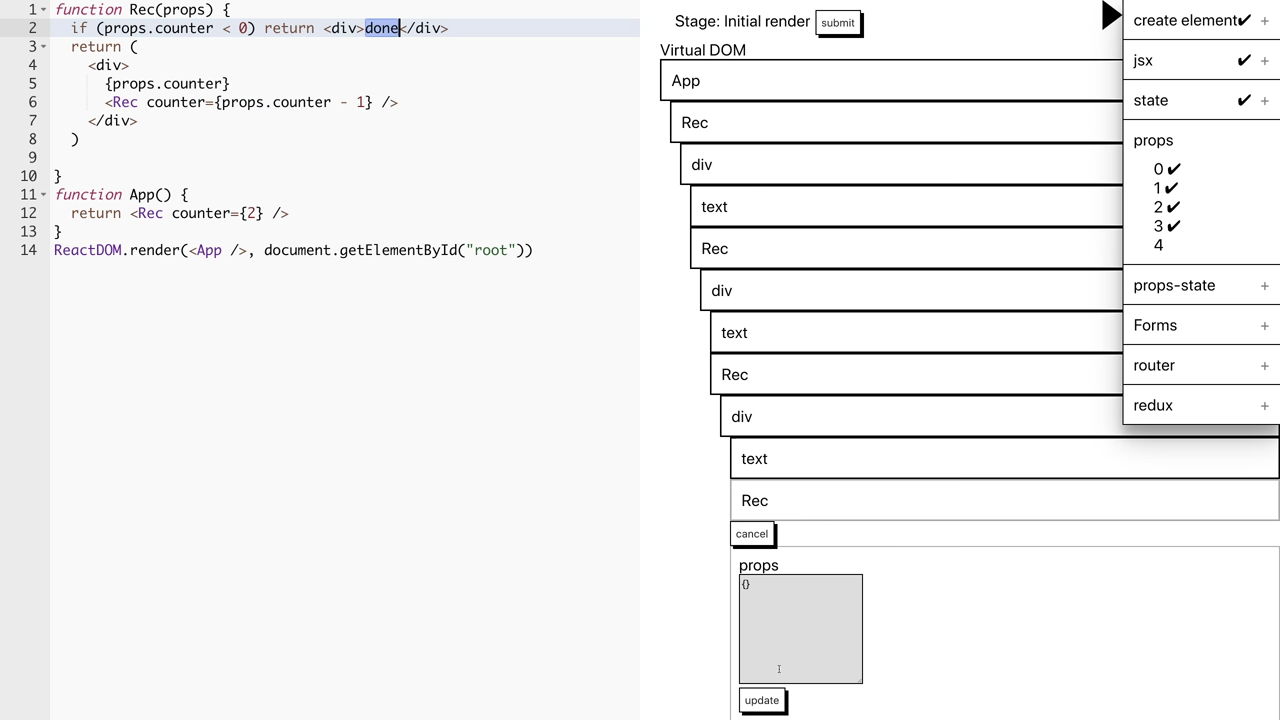 1 function Rec(props) {
2 if (props.counter < 0) return <div>done</div>
3 return (
4 <div>
5 {props.counter}
6 <Rec counter={props.counter - 1} />
7 </div>
8 )
9
10 }
11 function App() {
12 return <Rec counter={2} />
13 }
14 ReactDOM.render(<App />, document.getElementById("root"))
Stage: Initial render submit
Virtual DOM
App
Rec
div
text
Rec
div
text
Rec
div
text
Rec
cancel
props
{}
update
create element✔ +
jsx ✔ +
state ✔ +
props
0 ✔
1 ✔
2 ✔
3 ✔
4
props-state +
Forms +
router +
redux +